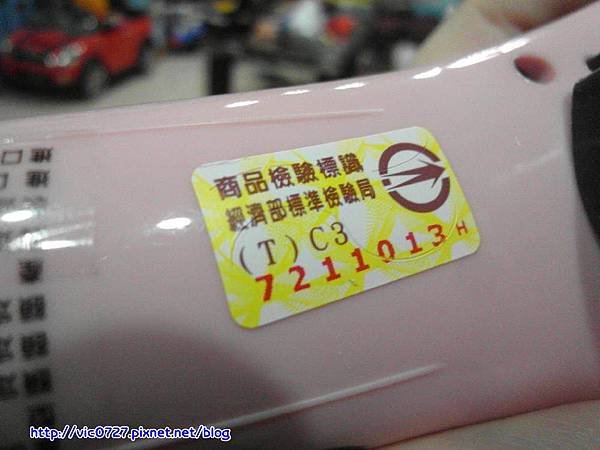 商品檢驗標識
經濟部標準檢驗局
(T) C3
7211013 H
http://vic0727.pixnet.net/blog